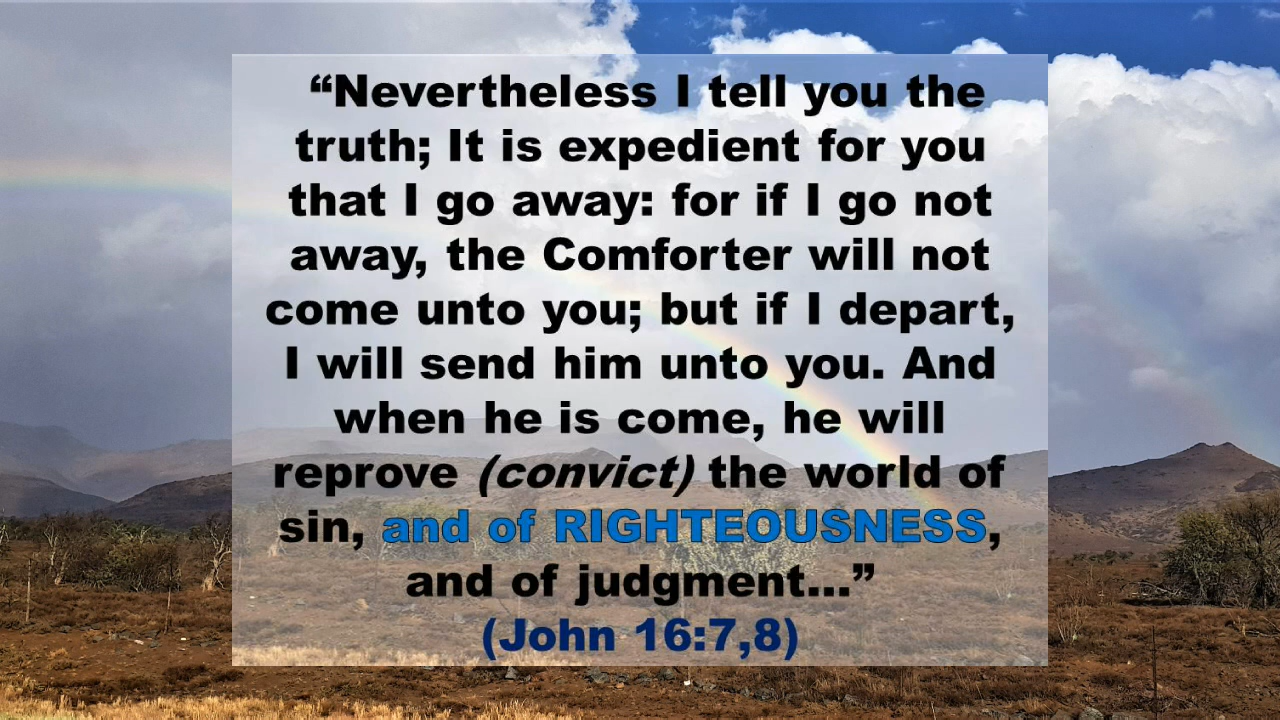 “Nevertheless I tell you the
truth; It is expedient for you
that I go away: for if I go not
away, the Comforter will not
come unto you; but if I depart,
I will send him unto you. And
when he is come, he will
reprove (convict) the world of
sin, and of RIGHTEOUSNESS,
and of judgment...”
(John 16:7,8)